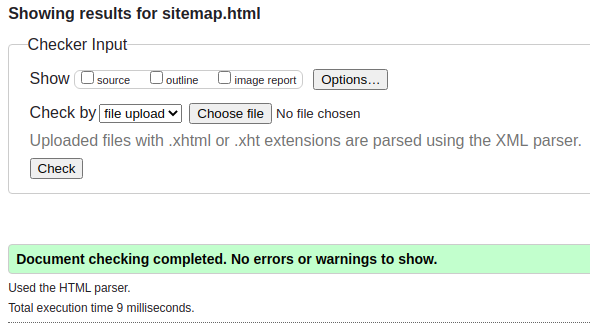 Showing results for sitemap.html
Checker Input
Show source outline image report Options...
Check by file upload Choose file No file chosen
Uploaded files with .xhtml or .xht extensions are parsed using the XML parser.
Check
Document checking completed. No errors or warnings to show.
Used the HTML parser.
Total execution time 9 milliseconds.